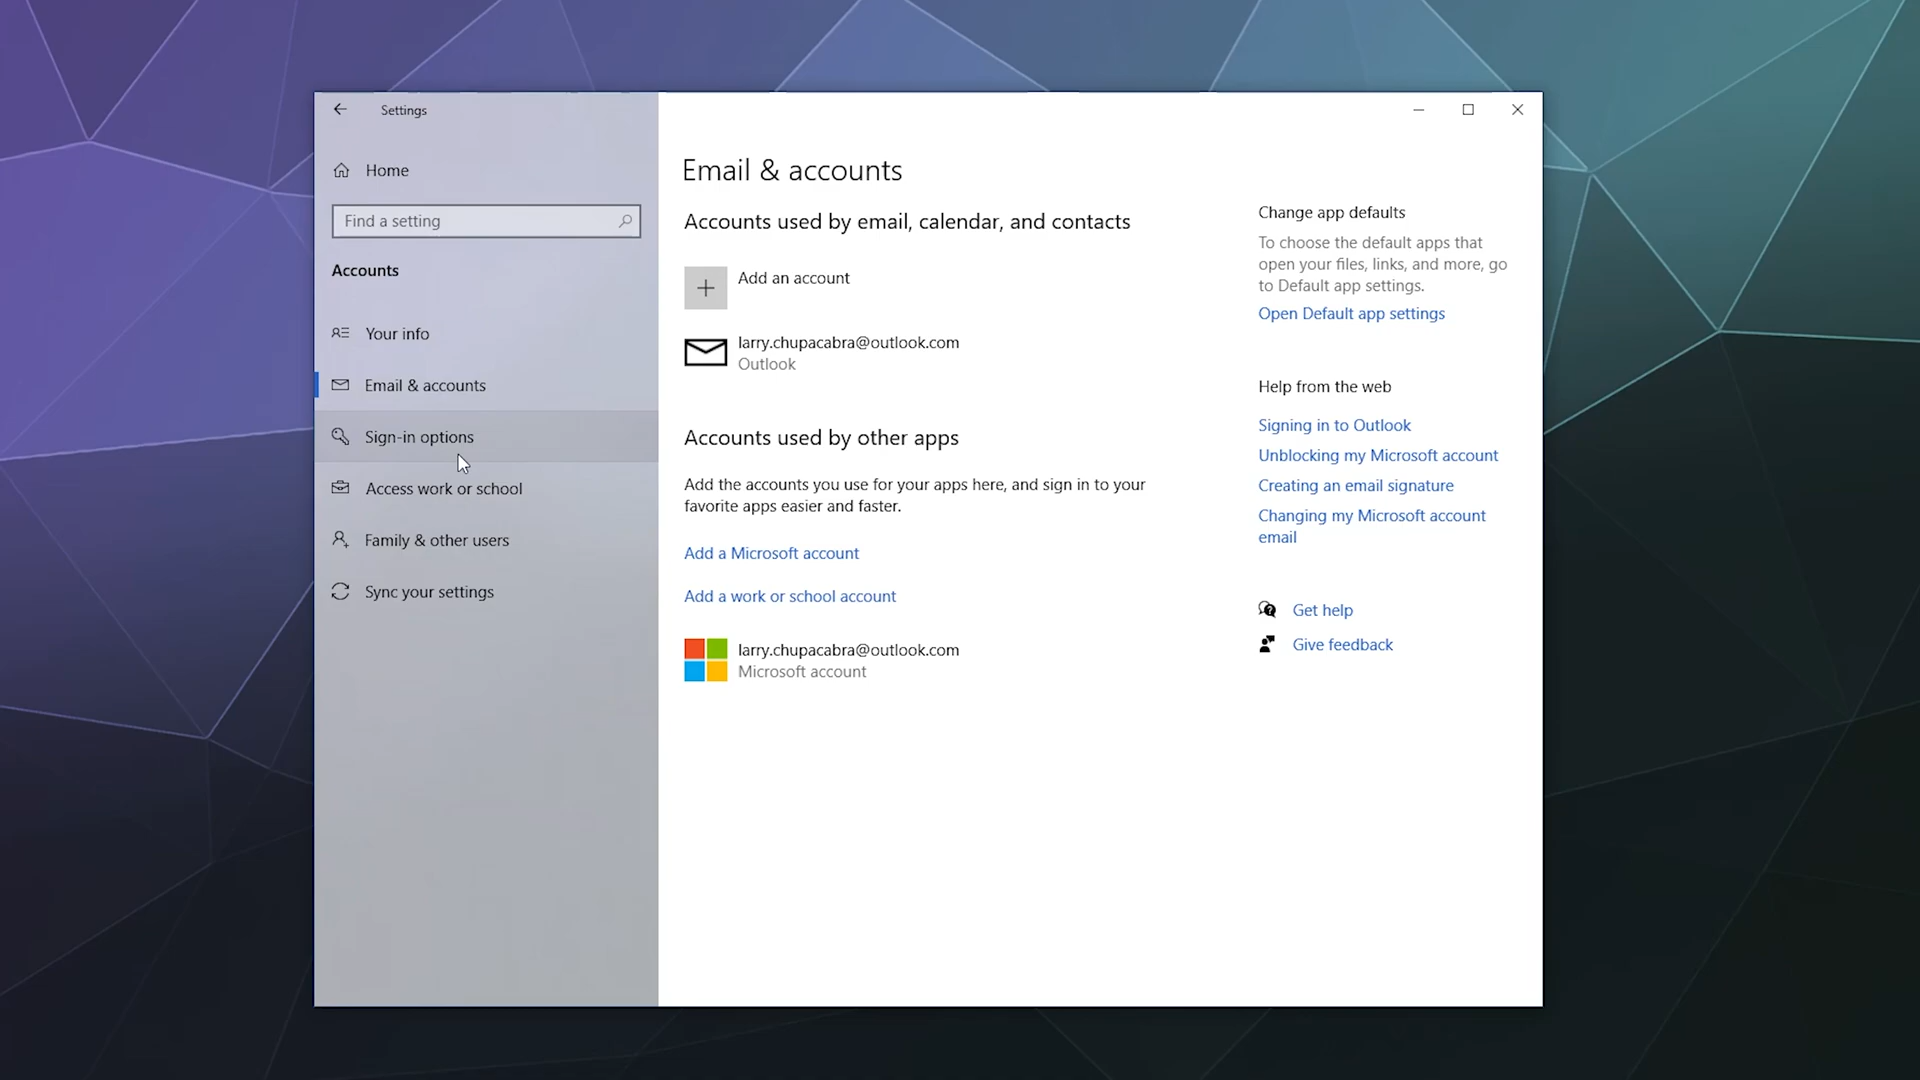 Settings
Home
Find a setting
Accounts
Your info
Email & accounts
Sign-in options
Access work or school
Family & other users
Sync your settings
Email & accounts
Accounts used by email, calendar, and contacts
Add an account
larry.chupacabra@outlook.com
Outlook
Accounts used by other apps
Add the accounts you use for your apps here, and sign in to your
favorite apps easier and faster.
Add a Microsoft account
Add a work or school account
larry.chupacabra@outlook.com
Microsoft account
Change app defaults
To choose the default apps that
open your files, links, and more, go
to Default app settings.
Open Default app settings
Help from the web
Signing in to Outlook
Unblocking my Microsoft account
Creating an email signature
Changing my Microsoft account
email
Get help
Give feedback